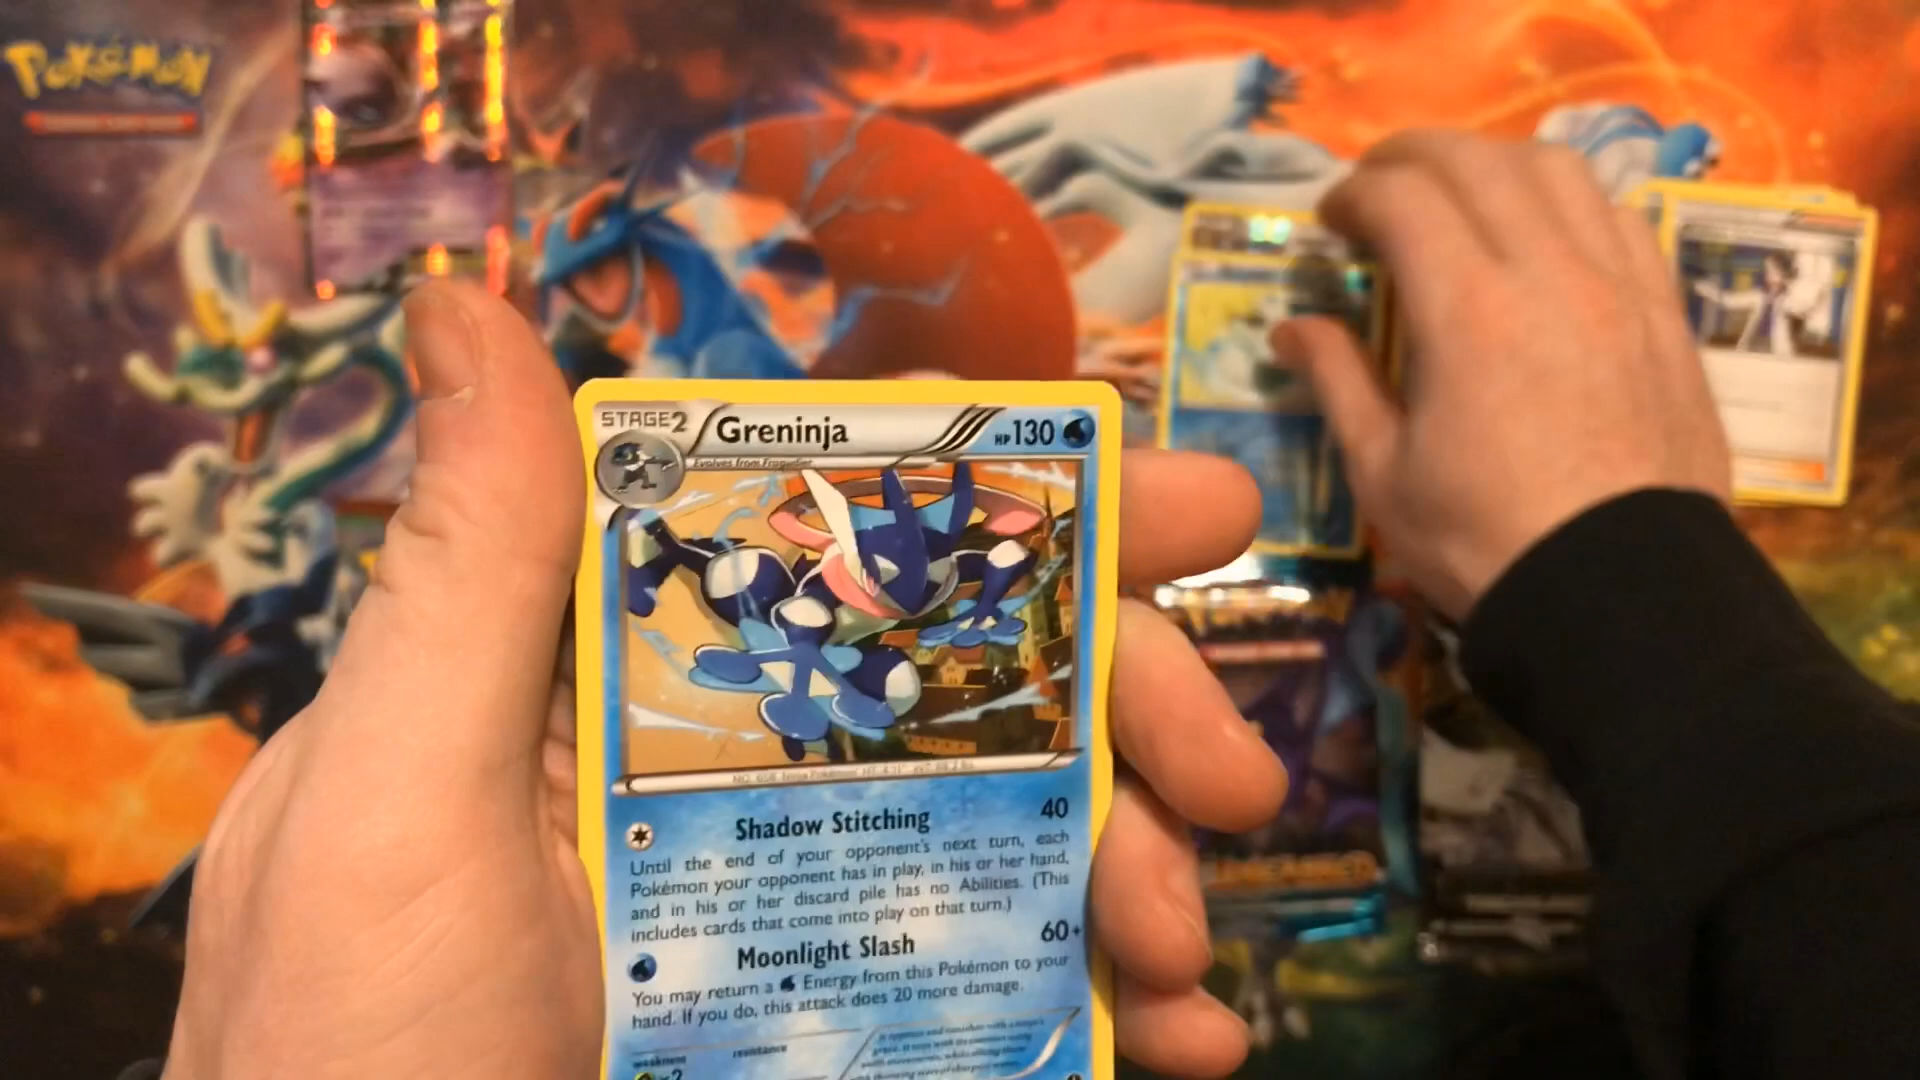 POKÉMON
STAGE2
Greninja
HP 130
Evolves from Frogadier
Shadow Stitching
40
Until the end of your opponent's next turn, each
Pokémon your opponent has in play, in his or her hand,
and in his or her discard pile has no Abilities. (This
includes cards that come into play on that turn.)
Moonlight Slash
60+
You may return a Energy from this Pokémon to your
hand. If you do, this attack does 20 more damage.
weakness
resistance
×2